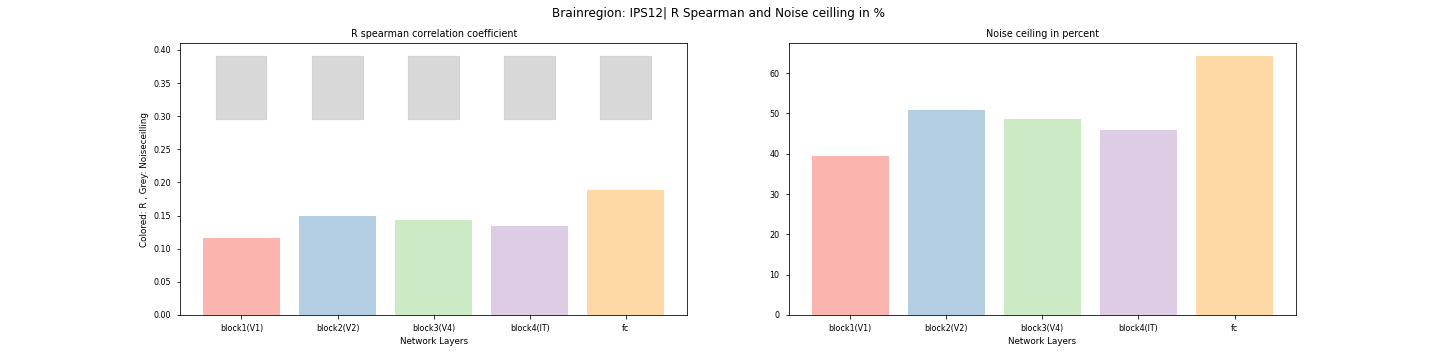 Brainregion: IPS12| R Spearman and Noise ceilling in %
R spearman correlation coefficient
Colored: R , Grey: Noiseceilling
0.40
0.35
0.30
0.25
0.20
0.15
0.10
0.05
0.00
block1(V1) block2(V2) block3(V4) block4(IT) fc
Network Layers
Noise ceiling in percent
60
50
40
30
20
10
0
block1(V1) block2(V2) block3(V4) block4(IT) fc
Network Layers